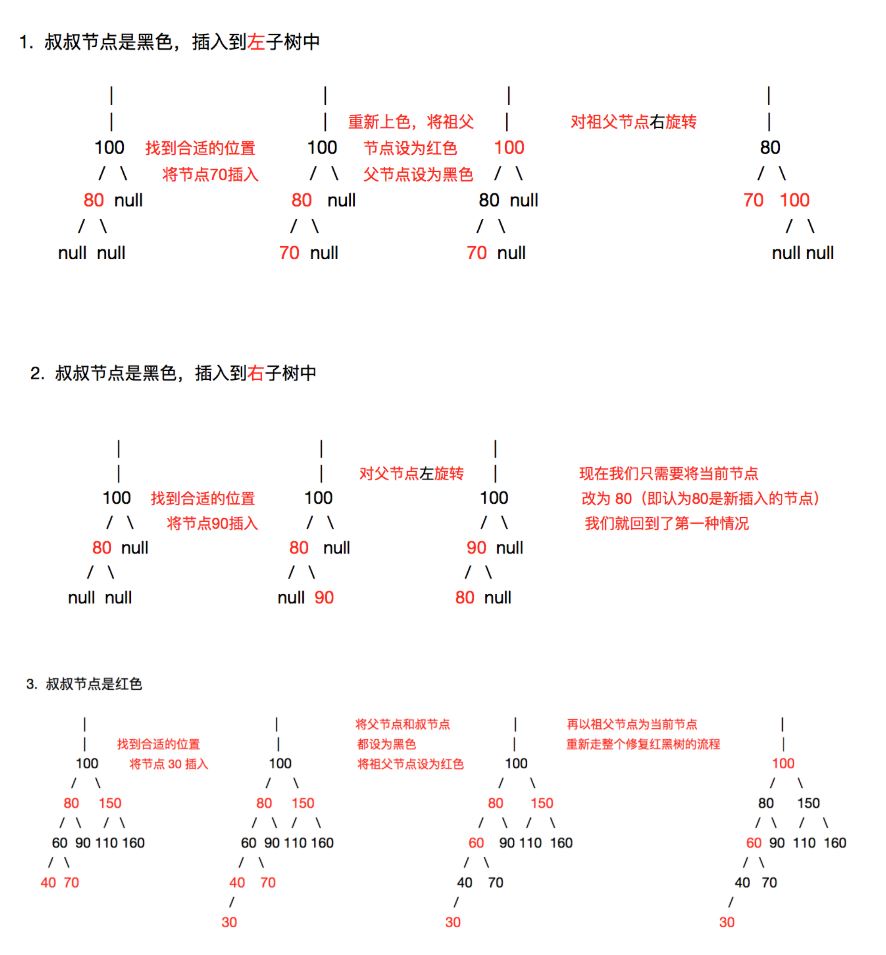 1. 叔叔节点是黑色，插入到左子树中
| | | |
| | 重新上色，将祖父 | 对祖父节点右旋转 |
100 找到合适的位置 100 节点设为红色 100 80
/ \ 将节点70插入 / \ 父节点设为黑色 / \ / \
80 null 80 null 80 null 70 100
/ \ / \ / \ / \
null null 70 null 70 null null null
2. 叔叔节点是黑色，插入到右子树中
| | |
| | 对父节点左旋转 | 现在我们只需要将当前节点
100 找到合适的位置 100 100 改为 80（即认为80是新插入的节点）
/ \ 将节点90插入 / \ / \ 我们就回到了第一种情况
80 null 80 null 90 null
/ \ / \ / \
null null null 90 80 null
3. 叔叔节点是红色
| | 将父节点和叔节点 | 再以祖父节点为当前节点 |
| 找到合适的位置 | 都设为黑色 | 重新走整个修复红黑树的流程 |
100 将节点 30 插入 100 将祖父节点设为红色 100 100
/ \ / \ / \ / \
80 150 80 150 80 150 80 150
/ \ / \ / \ / \ / \ / \ / \ / \
60 90 110 160 60 90 110 160 60 90 110 160 60 90 110 160
/ \ / \ / \ / \
40 70 40 70 40 70 40 70
/ / /
30 30 30